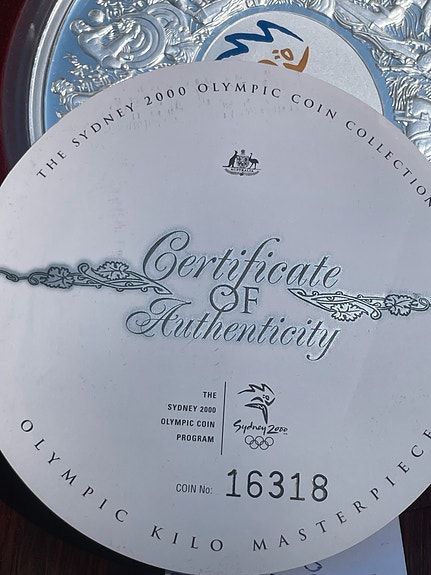 THE SYDNEY 2000 OLYMPIC COIN COLLECTION
AUSTRALIA
Certificate
OF
Authenticity
THE
SYDNEY 2000
OLYMPIC COIN
PROGRAM
Sydney 2000
COIN No: 16318
OLYMPIC KILO MASTERPIECE